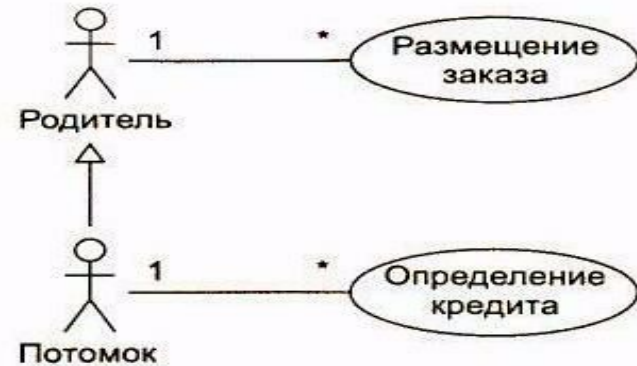 1 * Размещение
заказа
Родитель
1 * Определение
кредита
Потомок